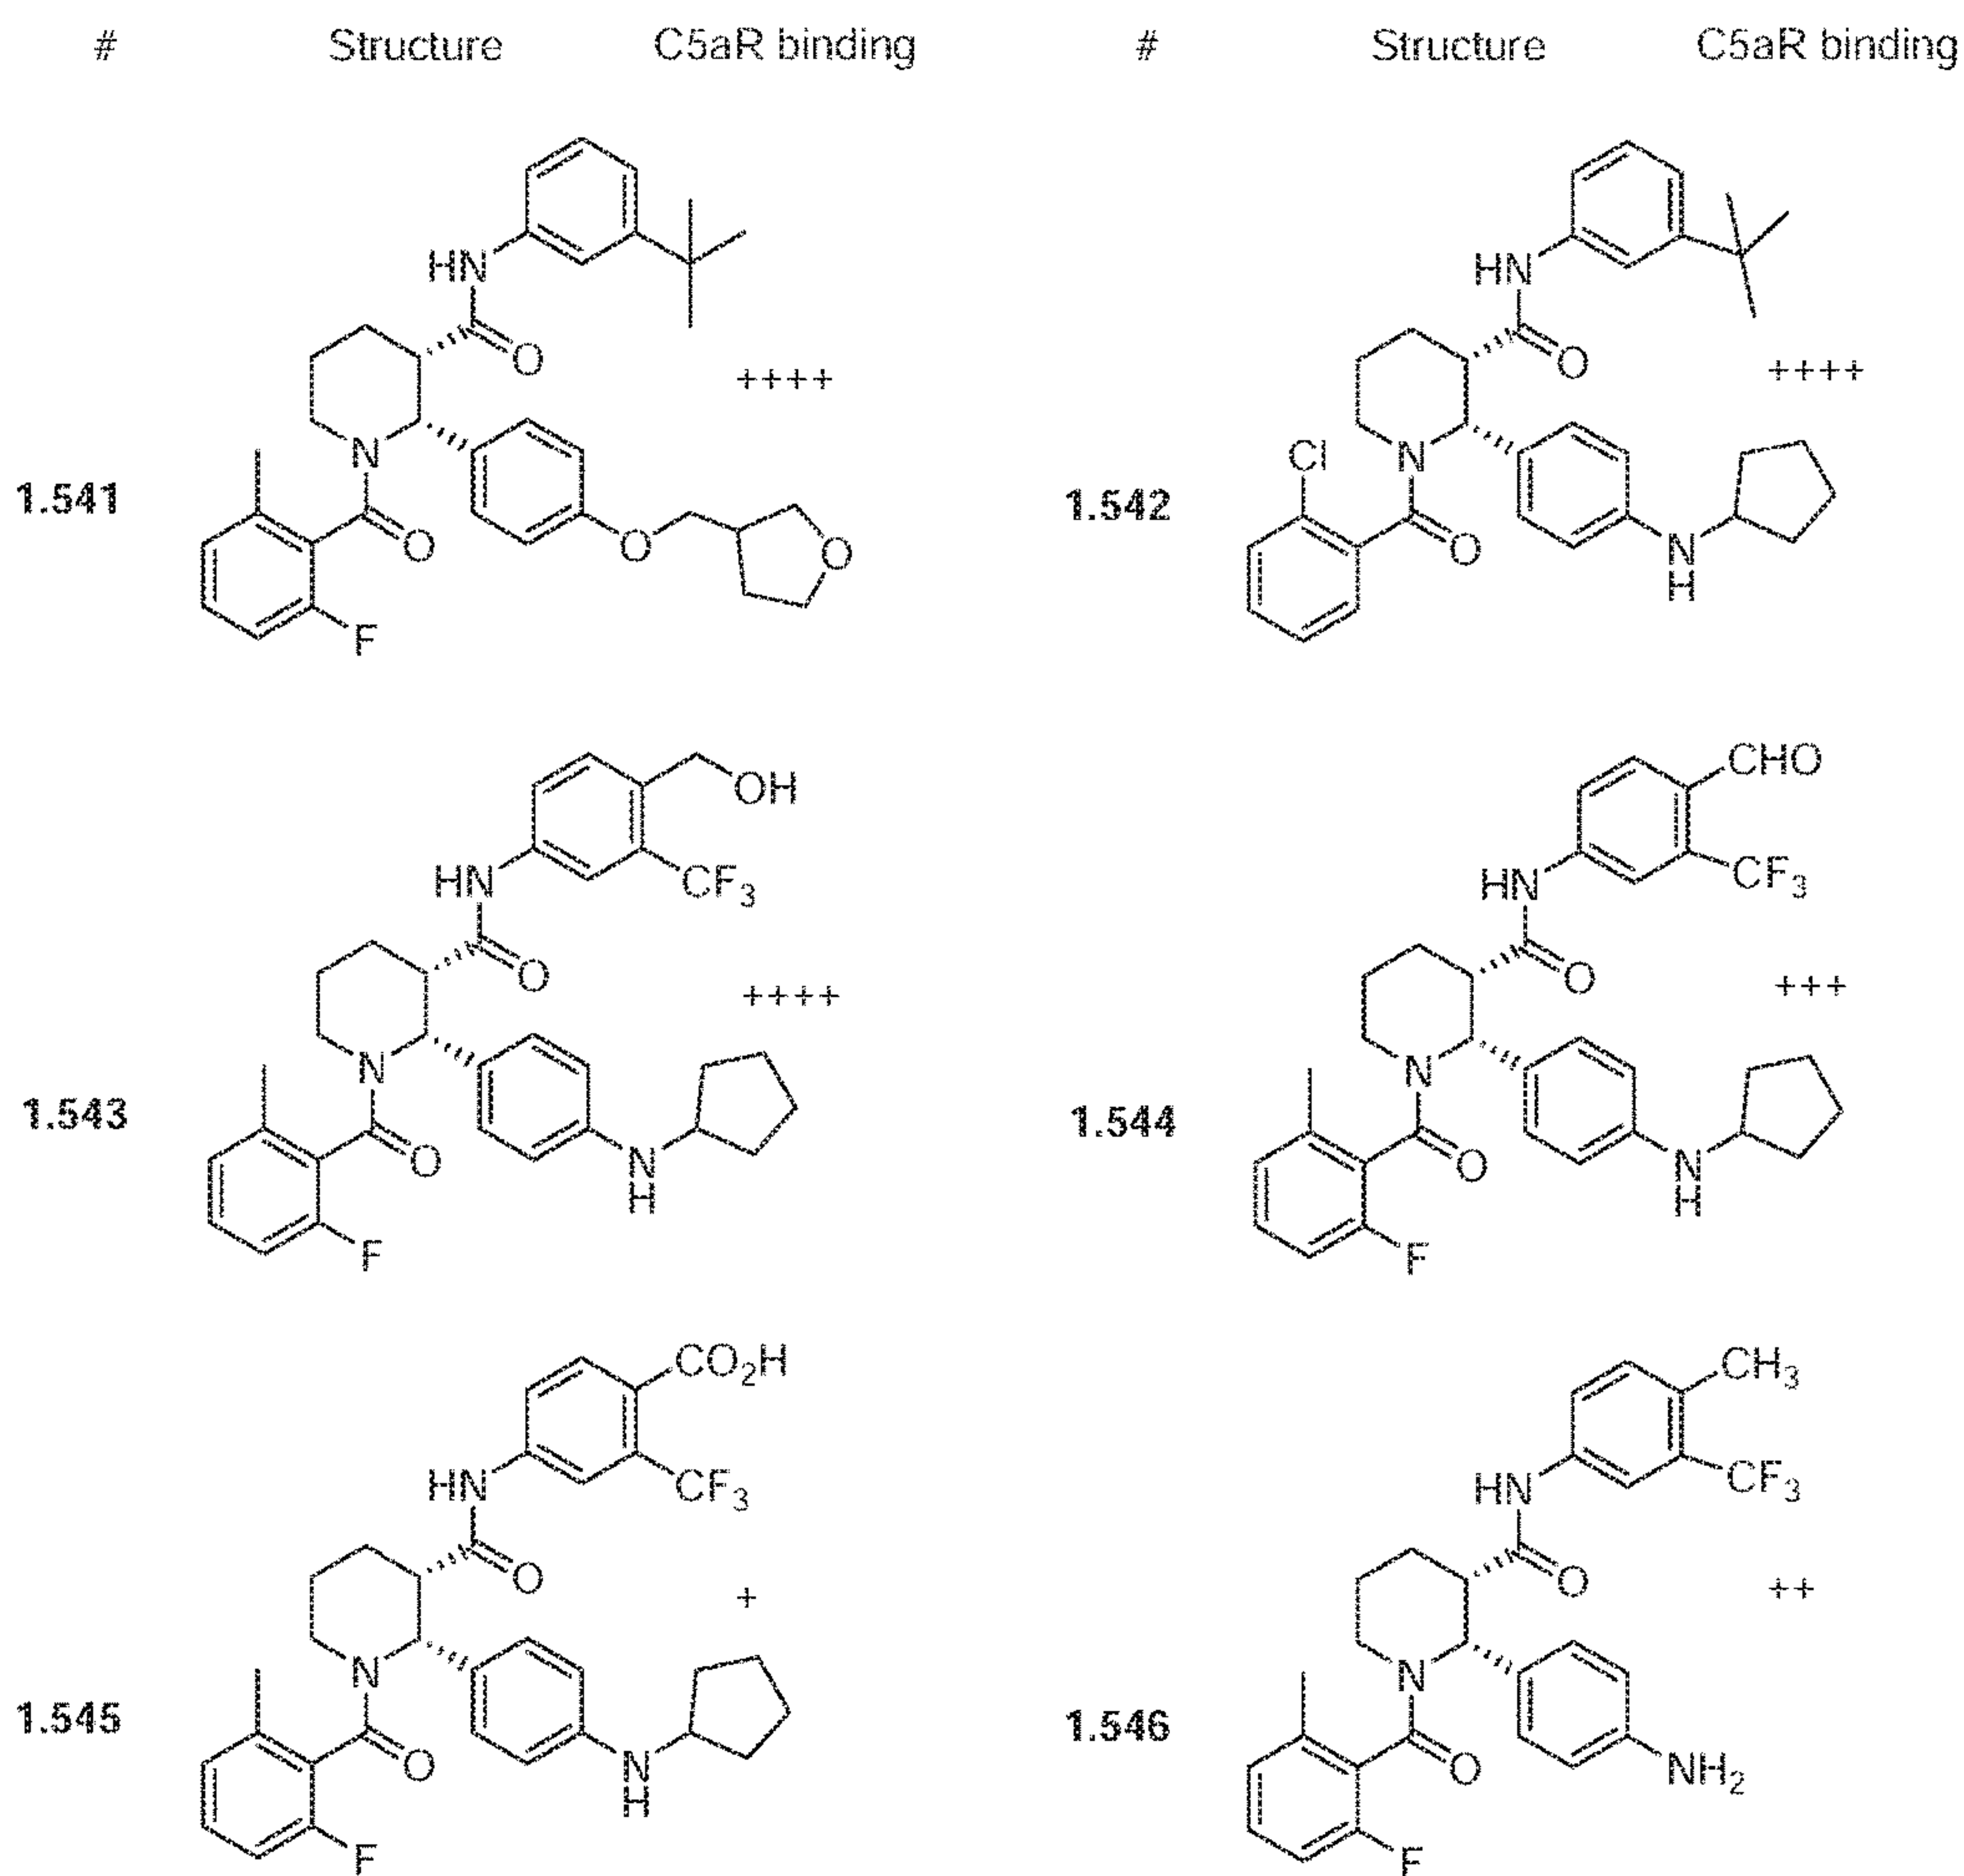 # Structure C5aR binding # Structure C5aR binding
HN
O
N
O
O
O
F
1.541
++++
HN
O
Cl
N
O
N
H
1.542
++++
OH
CF3
HN
O
N
O
N
H
F
1.543
++++
CHO
CF3
HN
O
N
O
N
H
F
1.544
+++
CO2H
CF3
HN
O
N
O
N
H
F
1.545
+
CH3
CF3
HN
O
N
O
NH2
F
1.546
++